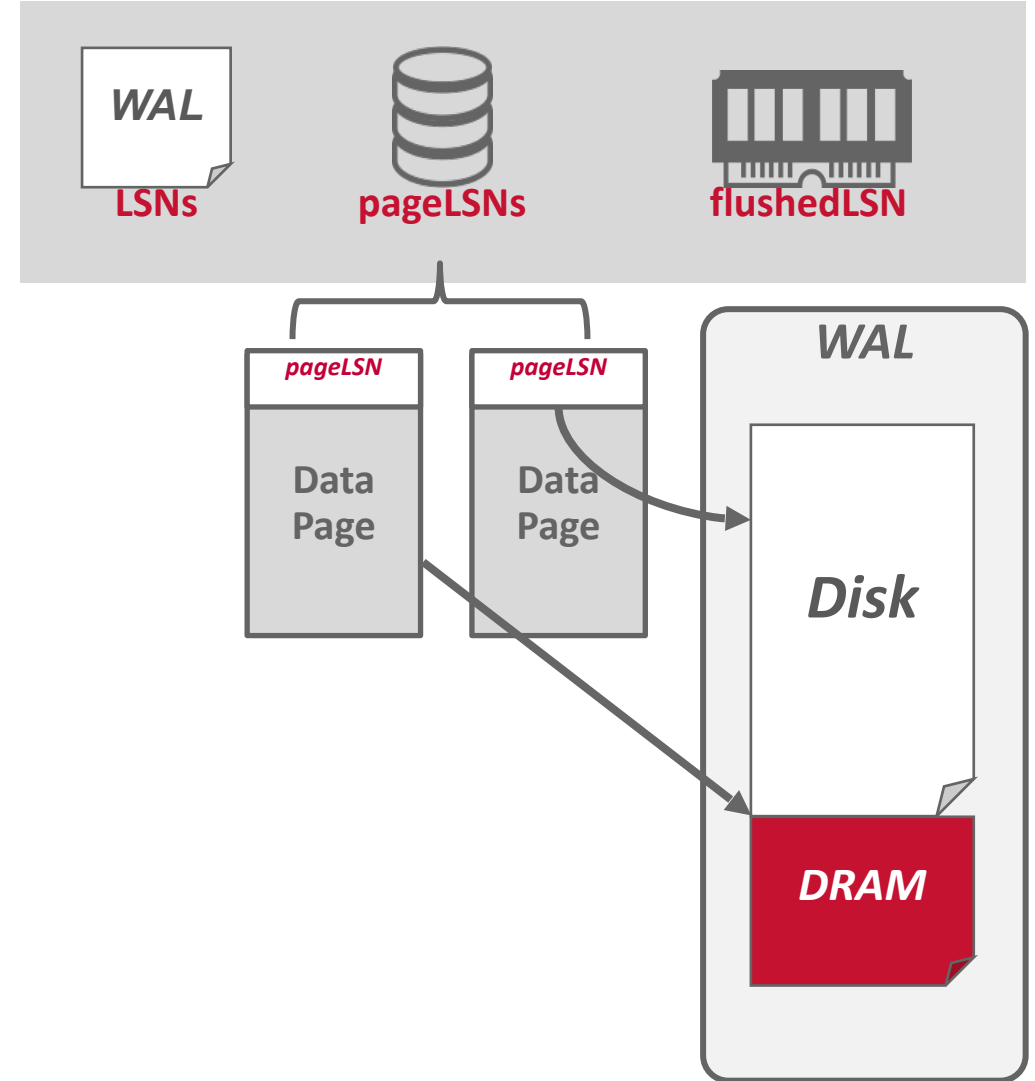 WAL
LSNs
pageLSNs
flushedLSN
pageLSN
Data
Page
pageLSN
Data
Page
WAL
Disk
DRAM